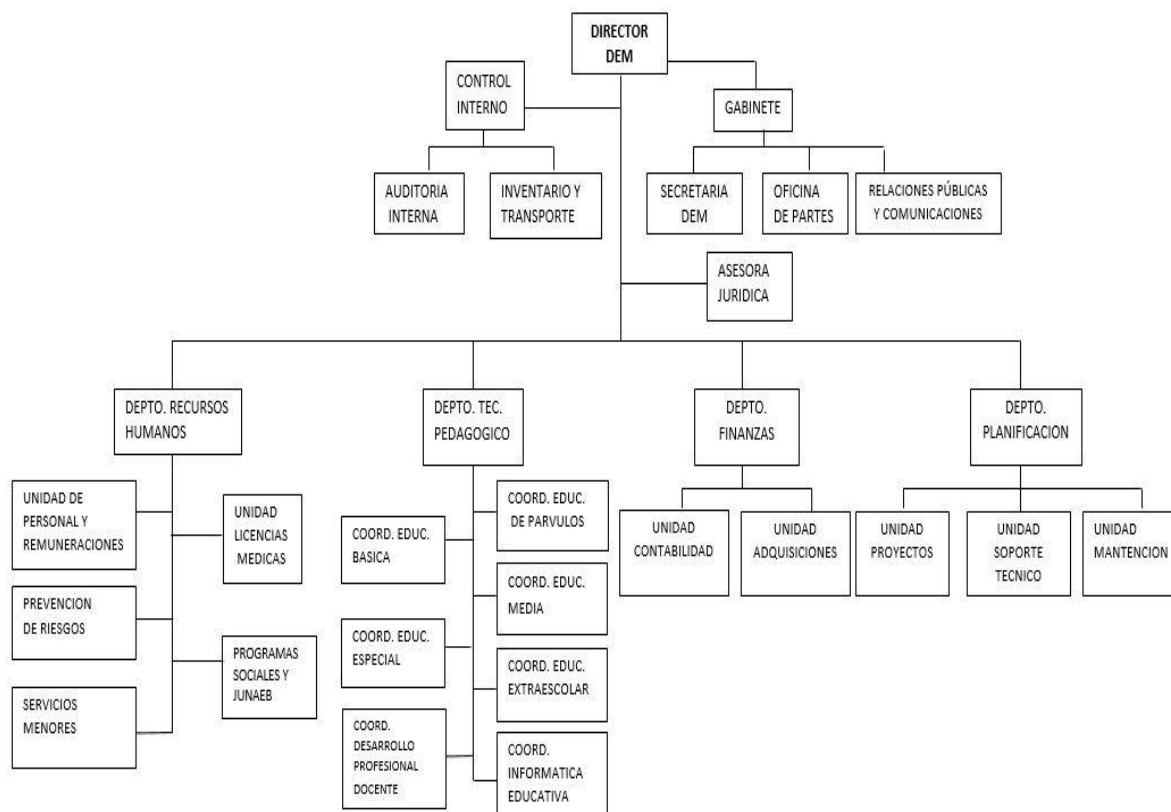 DIRECTOR
DEM
CONTROL
INTERNO
GABINETE
AUDITORIA
INTERNA
INVENTARIO Y
TRANSPORTE
SECRETARIA
DEM
OFICINA
DE PARTES
RELACIONES PÚBLICAS
Y COMUNICACIONES
ASESORA
JURIDICA
DEPTO. RECURSOS
HUMANOS
DEPTO. TEC.
PEDAGOGICO
DEPTO.
FINANZAS
DEPTO.
PLANIFICACION
UNIDAD DE
PERSONAL Y
REMUNERACIONES
UNIDAD
LICENCIAS
MEDICAS
PREVENCION
DE RIESGOS
PROGRAMAS
SOCIALES Y
JUNAEB
SERVICIOS
MENORES
COORD. EDUC.
DE PARVULOS
COORD. EDUC.
BASICA
COORD. EDUC.
MEDIA
COORD. EDUC.
ESPECIAL
COORD. EDUC.
EXTRAESCOLAR
COORD.
DESARROLLO
PROFESIONAL
DOCENTE
COORD.
INFORMATICA
EDUCATIVA
UNIDAD
CONTABILIDAD
UNIDAD
ADQUISICIONES
UNIDAD
PROYECTOS
UNIDAD
SOPORTE
TECNICO
UNIDAD
MANTENCION